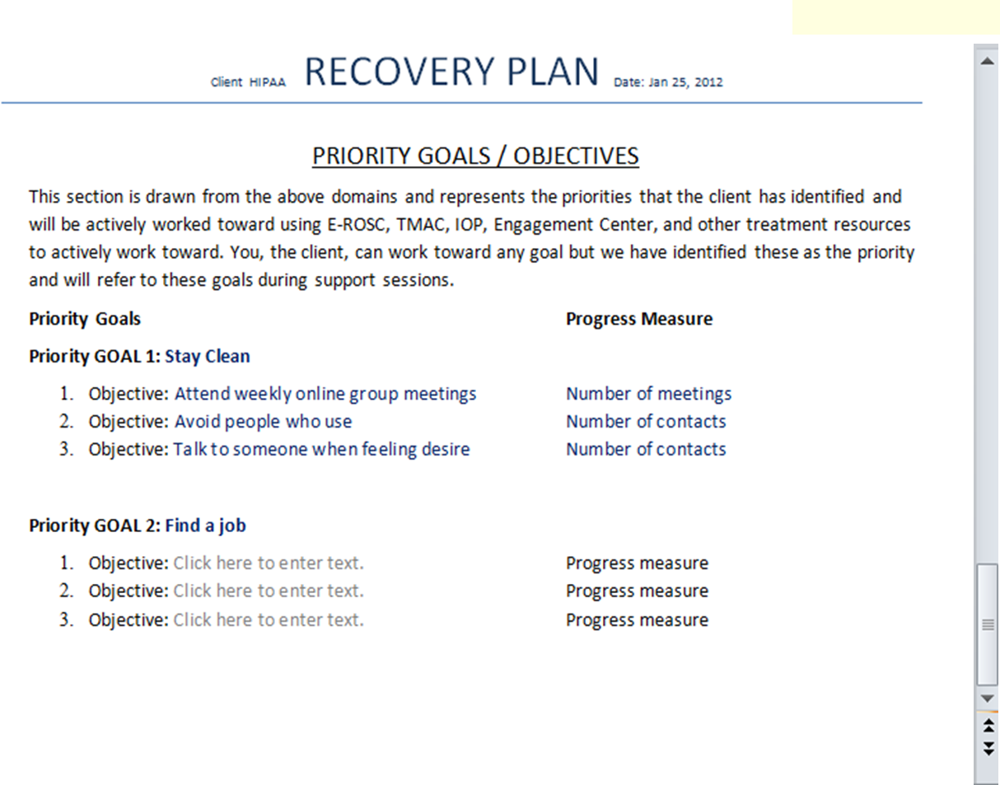 Client HIPAA RECOVERY PLAN Date: Jan 25, 2012
PRIORITY GOALS / OBJECTIVES
This section is drawn from the above domains and represents the priorities that the client has identified and
will be actively worked toward using E-ROSC, TMAC, IOP, Engagement Center, and other treatment resources
to actively work toward. You, the client, can work toward any goal but we have identified these as the priority
and will refer to these goals during support sessions.
Priority Goals Progress Measure
Priority GOAL 1: Stay Clean
1. Objective: Attend weekly online group meetings Number of meetings
2. Objective: Avoid people who use Number of contacts
3. Objective: Talk to someone when feeling desire Number of contacts
Priority GOAL 2: Find a job
1. Objective: Click here to enter text. Progress measure
2. Objective: Click here to enter text. Progress measure
3. Objective: Click here to enter text. Progress measure